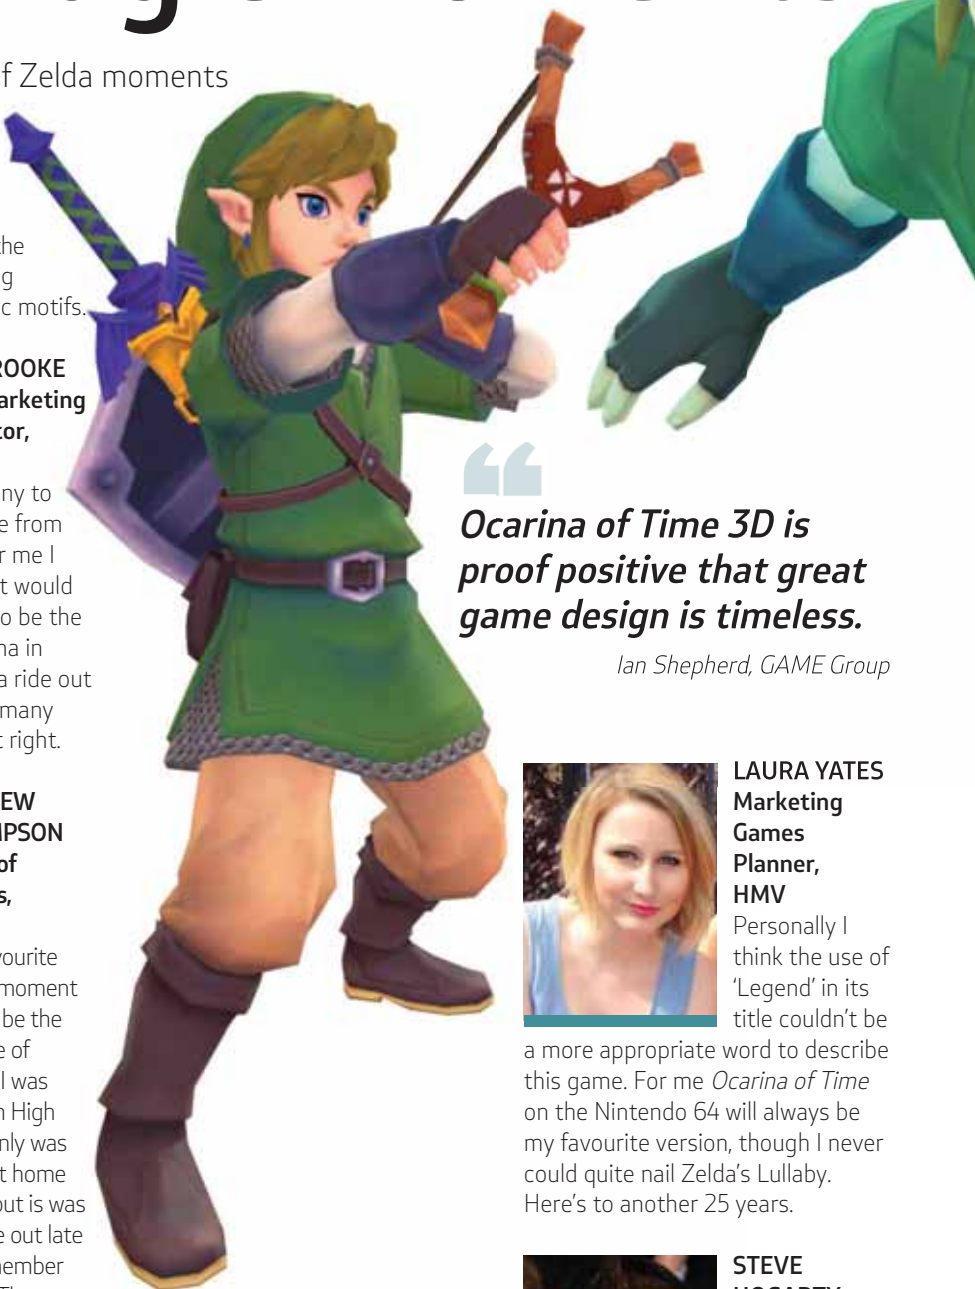 f Zelda moments
the
g
c motifs.
ROOKE
arketing
tor,
ny to
e from
r me I
t would
o be the
na in
a ride out
many
t right.
EW
MPSON
of
s,
vourite
moment
be the
e of
I was
n High
nly was
t home
out is was
e out late
member
Ocarina of Time 3D is
proof positive that great
game design is timeless.
Ian Shepherd, GAME Group
LAURA YATES
Marketing
Games
Planner,
HMV
Personally I
think the use of
‘Legend’ in its
title couldn’t be
a more appropriate word to describe
this game. For me Ocarina of Time
on the Nintendo 64 will always be
my favourite version, though I never
could quite nail Zelda’s Lullaby.
Here’s to another 25 years.
STEVE